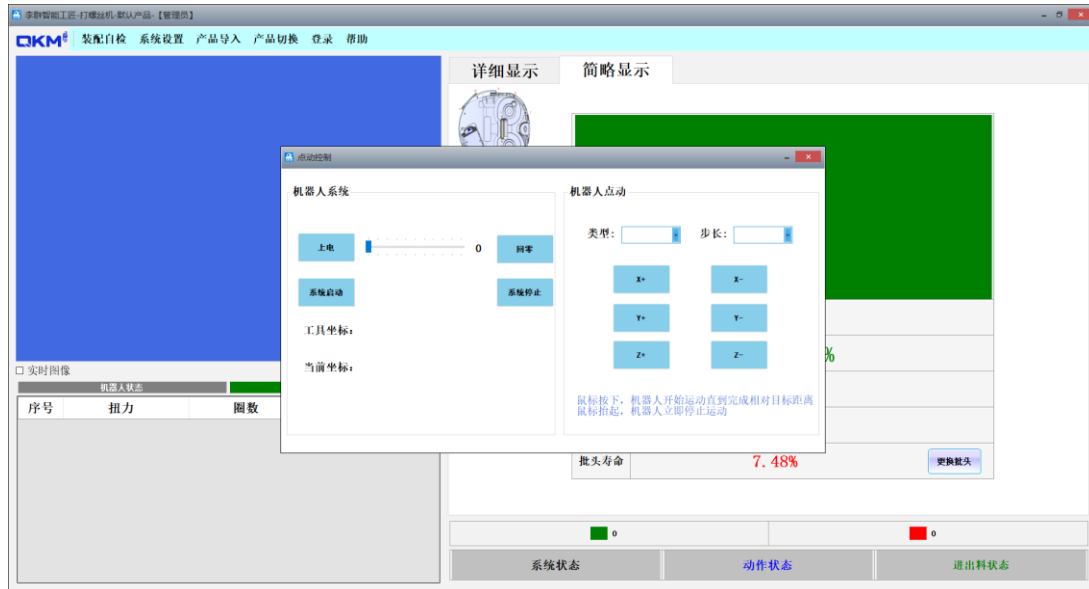 李群智能工匠-打螺丝机-默认产品-【管理员】
QKM 装配自检 系统设置 产品导入 产品切换 登录 帮助
详细显示 简略显示
点动控制
机器人系统
上电 0 回零
系统启动 系统停止
工具坐标:
当前坐标:
机器人点动
类型: 步长:
X+ X-
Y+ Y-
Z+ Z-
鼠标按下，机器人开始运动直到完成相对目标距离
鼠标抬起，机器人立即停止运动
%
实时图像
机器人状态
序号 扭力 圈数
批头寿命 7.48% 更换批头
0 0
系统状态 动作状态 进出料状态